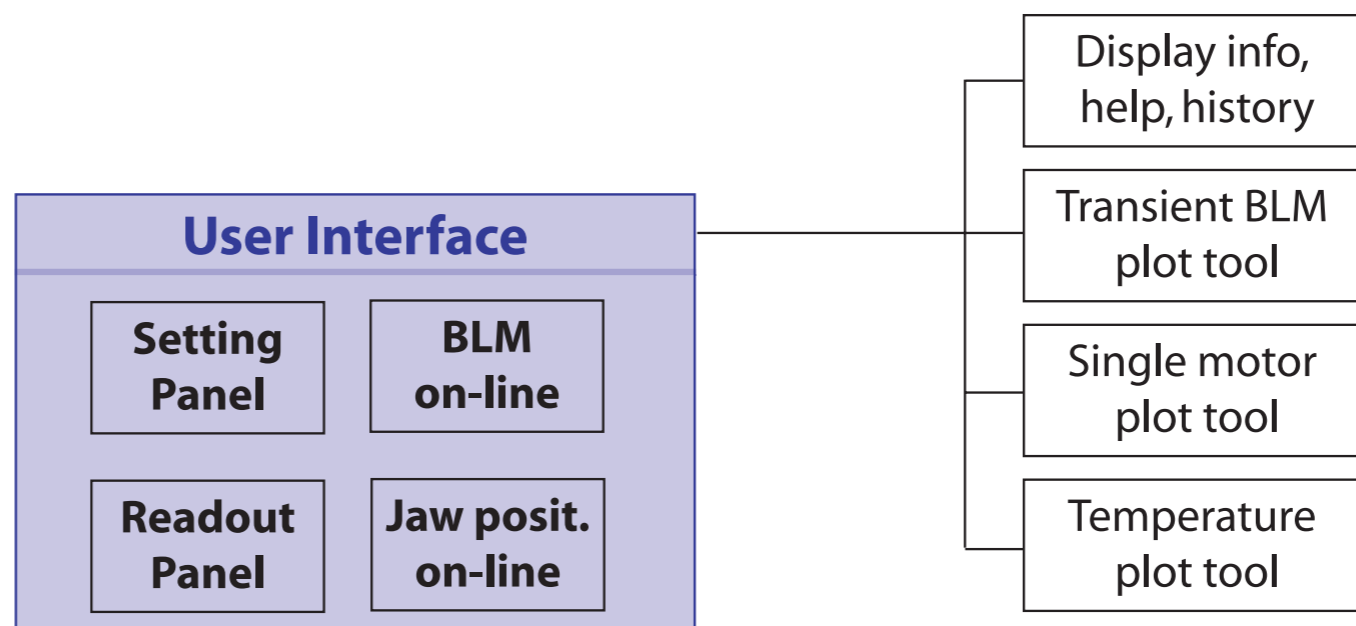 User Interface
Setting
Panel
BLM
on-line
Readout
Panel
Jaw posit.
on-line
Display info,
help, history
Transient BLM
plot tool
Single motor
plot tool
Temperature
plot tool